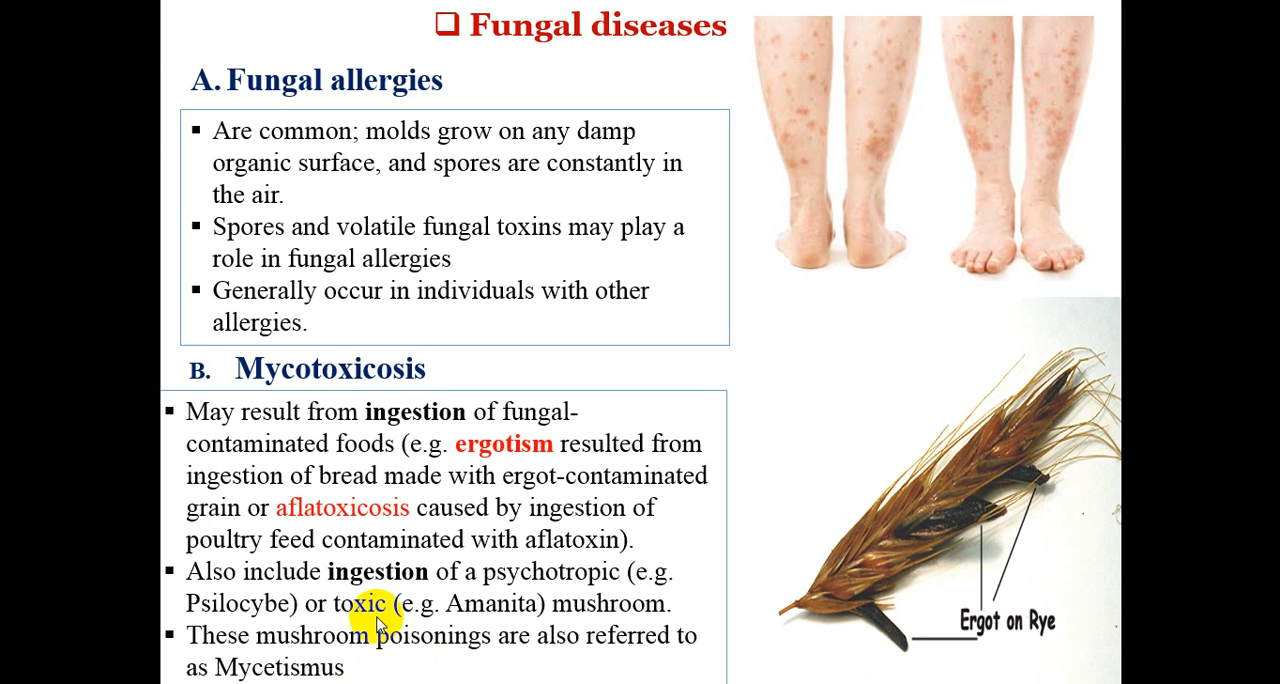 ❑ Fungal diseases
A. Fungal allergies
▪ Are common; molds grow on any damp
organic surface, and spores are constantly in
the air.
▪ Spores and volatile fungal toxins may play a
role in fungal allergies
▪ Generally occur in individuals with other
allergies.
B. Mycotoxicosis
▪ May result from ingestion of fungal-
contaminated foods (e.g. ergotism resulted from
ingestion of bread made with ergot-contaminated
grain or aflatoxicosis caused by ingestion of
poultry feed contaminated with aflatoxin).
▪ Also include ingestion of a psychotropic (e.g.
Psilocybe) or toxic (e.g. Amanita) mushroom.
▪ These mushroom poisonings are also referred to
as Mycetismus
Ergot on Rye